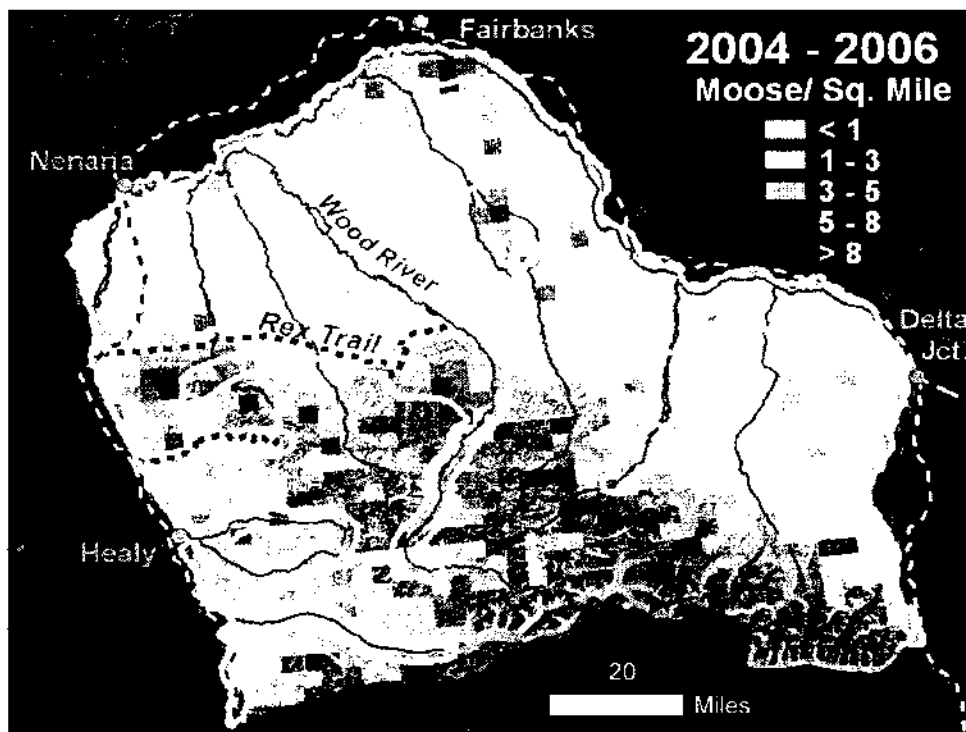 Fairbanks
2004 - 2006
Moose/ Sq. Mile
< 1
1 - 3
3 - 5
5 - 8
> 8
Nenana
Wood River
Rex Trail
Delta
Jct.
Healy
20
Miles